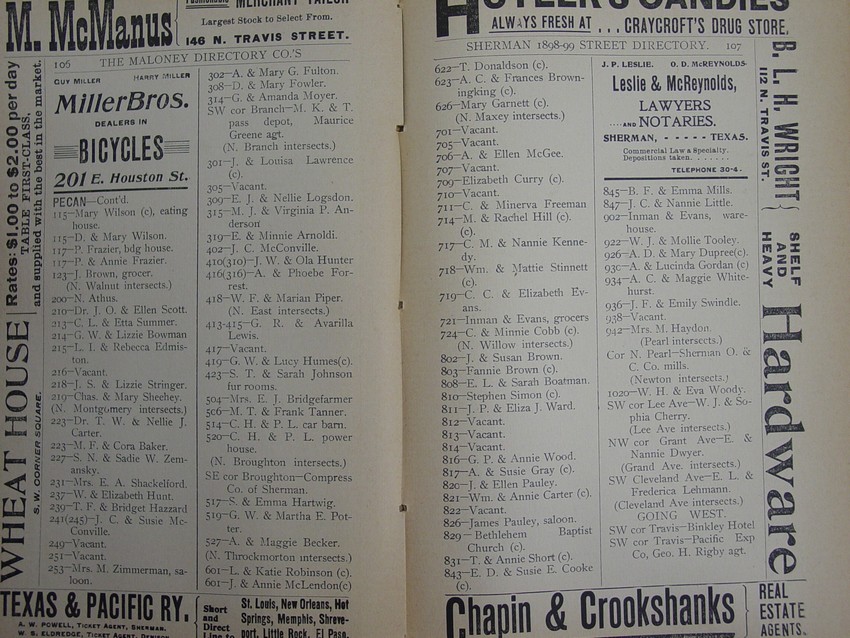 M. McManus
MERCHANT TAILOR
Largest Stock to Select From.
146 N. TRAVIS STREET.
106 THE MALONEY DIRECTORY CO.'S
WHEAT HOUSE
S. W. CORNER SQUARE.
Rates: $1.00 to $2.00 per day
TABLE FIRST-CLASS,
and supplied with the best in the market.
GUY MILLER HARRY MILLER
Miller Bros.
DEALERS IN
BICYCLES
201 E. Houston St.
PECAN—Cont'd.
115—Mary Wilson (c), eating
house.
115—D. & Mary Wilson.
117—P. Frazier, bdg house.
117—P. & Annie Frazier.
123—J. Brown, grocer.
(N. Walnut intersects.)
200—N. Athus.
210—Dr. J. O. & Ellen Scott.
213—C. L. & Etta Summer.
214—G. W. & Lizzie Bowman
215—L. I. & Rebecca Edmis-
ton.
216—Vacant.
218—J. S. & Lizzie Stringer.
219—Chas. & Mary Sheehey.
(N. Montgomery intersects.)
223—Dr. T. W. & Nellie J.
Carter.
223—M. F. & Cora Baker.
227—S. N. & Sadie W. Zem-
ansky.
231—Mrs. E. A. Shackelford.
237—W. & Elizabeth Hunt.
239—T. F. & Bridget Hazzard
241(245)—J. C. & Susie Mc-
Conville.
249—Vacant.
251—Vacant.
253—Mrs. M. Zimmerman, sa-
loon.
302—A. & Mary G. Fulton.
308—D. & Mary Fowler.
314—G. & Amanda Moyer.
SW cor Branch—M. K. & T.
pass depot, Maurice
Greene agt.
(N. Branch intersects.)
301—J. & Louisa Lawrence
(c).
305—Vacant.
309—E. J. & Nellie Logsdon.
315—M. J. & Virginia P. An-
derson
319—E. & Minnie Arnoldi.
402—J. C. McConville.
410(310)—J. W. & Ola Hunter
416(316)—A. & Phoebe For-
rest.
418—W. F. & Marian Piper.
(N. East intersects.)
413-415—G. R. & Avarilla
Lewis.
417—Vacant.
419—G. W. & Lucy Humes(c).
423—S. T. & Sarah Johnson
fur rooms.
504—Mrs. E. J. Bridgefarmer
506—M. T. & Frank Tanner.
514—C. H. & P. L. car barn.
520—C. H. & P. L. power
house.
(N. Broughton intersects.)
SE cor Broughton—Compress
Co. of Sherman.
517—S. & Emma Hartwig.
519—G. W. & Martha E. Pot-
ter.
527—A. & Maggie Becker.
(N. Throckmorton intersects.)
601—L. & Katie Robinson (c).
601—J. & Annie McLendon(c)
TEXAS & PACIFIC RY.
A. W. POWELL, TICKET AGENT, SHERMAN.
W. S. ELDREDGE, TICKET AGENT, DENISON
Short
and
Direct
Line to
St. Louis, New Orleans, Hot
Springs, Memphis, Shreve-
port, Little Rock, El Paso,
HUYLER'S CANDIES
ALWAYS FRESH AT . . . CRAYCROFT'S DRUG STORE.
SHERMAN 1898-99 STREET DIRECTORY. 107
622—T. Donaldson (c).
623—A. C. & Frances Brown-
ingking (c).
626—Mary Garnett (c).
(N. Maxey intersects.)
701—Vacant.
705—Vacant.
706—A. & Ellen McGee.
707—Vacant.
709—Elizabeth Curry (c).
710—Vacant.
711—C. & Minerva Freeman
714—M. & Rachel Hill (c).
(c).
717—C. M. & Nannie Kenne-
dy.
718—Wm. & Mattie Stinnett
(c).
719—C. C. & Elizabeth Ev-
ans.
721—Inman & Evans, grocers
724—C. & Minnie Cobb (c).
(N. Willow intersects.)
802—J. & Susan Brown.
803—Fannie Brown (c).
808—E. L. & Sarah Boatman.
810—Stephen Simon (c).
811—J. P. & Eliza J. Ward.
812—Vacant.
813—Vacant.
814—Vacant.
816—G. P. & Annie Wood.
817—A. & Susie Gray (c).
820—J. & Ellen Pauley.
821—Wm. & Annie Carter (c).
822—Vacant.
826—James Pauley, saloon.
829—Bethlehem Baptist
Church (c).
831—T. & Annie Short (c).
843—E. D. & Susie E. Cooke
(c).
J. P. LESLIE. O. D. McREYNOLDS.
Leslie & McReynolds,
LAWYERS
....AND NOTARIES.
SHERMAN, - - - - - TEXAS.
Commercial Law a Specialty.
Depositions taken. . . . . . . .
TELEPHONE 30-4.
845—B. F. & Emma Mills.
847—J. C. & Nannie Little.
902—Inman & Evans, ware-
house.
922—W. J. & Mollie Tooley.
926—A. D. & Mary Dupree(c).
930—A. & Lucinda Gordan (c)
934—A. C. & Maggie White-
hurst.
936—J. F. & Emily Swindle.
938—Vacant.
942—Mrs. M. Haydon.
(Pearl intersects.)
Cor N. Pearl—Sherman O. &
C. Co. mills.
(Newton intersects.)
1020—W. H. & Eva Woody.
SW cor Lee Ave—W. J. & So-
phia Cherry.
(Lee Ave intersects.)
NW cor Grant Ave—E. &
Nannie Dwyer.
(Grand Ave. intersects.)
SW Cleveland Ave—E. L. &
Frederica Lehmann.
(Cleveland Ave intersects.)
GOING WEST.
SW cor Travis—Binkley Hotel
SW cor Travis—Pacific Exp
Co, Geo. H. Rigby agt.
B. L. H. WRIGHT
112 N. TRAVIS ST.
SHELF
AND
HEAVY
Hardware
Chapin & Crookshanks
REAL
ESTATE
AGENTS.